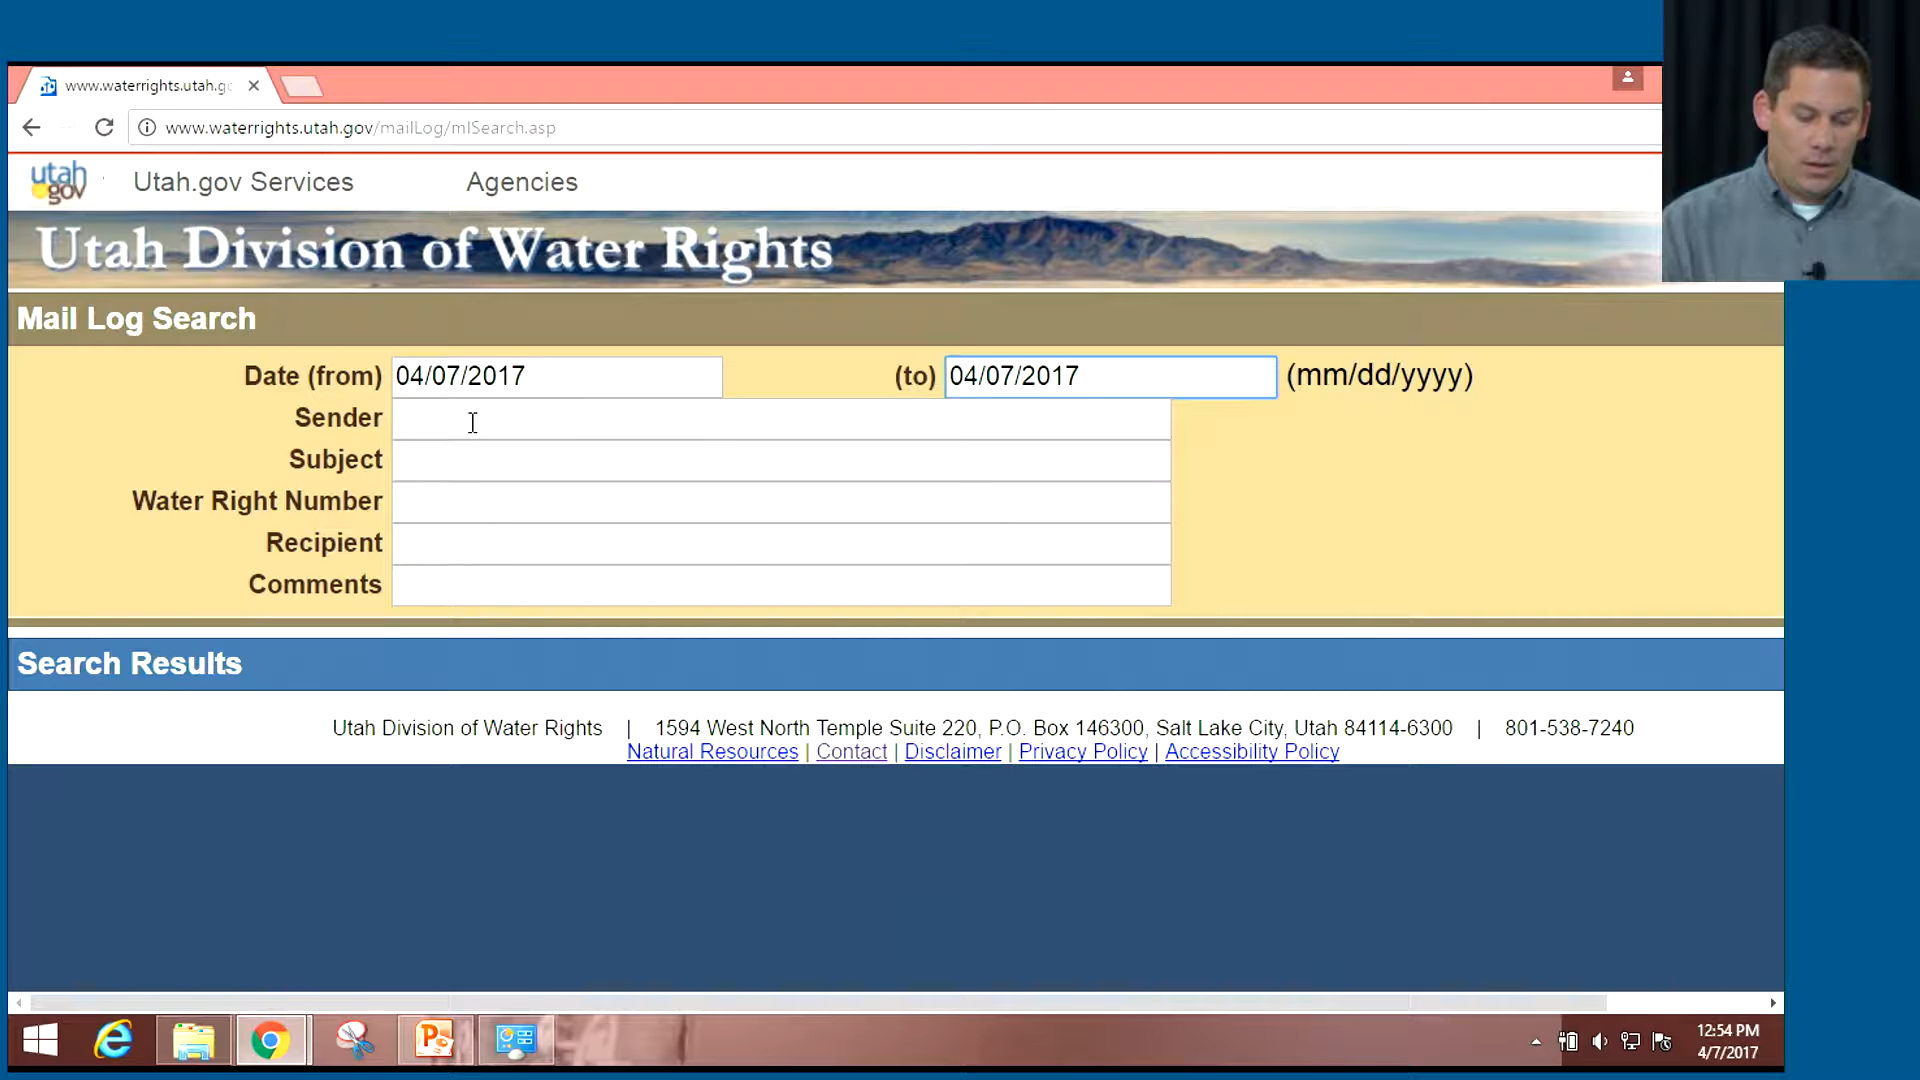 www.waterrights.utah.g
www.waterrights.utah.gov/mailLog/mlSearch.asp
utah gov
Utah.gov Services Agencies
Utah Division of Water Rights
Mail Log Search
Date (from) 04/07/2017 (to) 04/07/2017 (mm/dd/yyyy)
Sender
Subject
Water Right Number
Recipient
Comments
Search Results
Utah Division of Water Rights | 1594 West North Temple Suite 220, P.O. Box 146300, Salt Lake City, Utah 84114-6300 | 801-538-7240
Natural Resources | Contact | Disclaimer | Privacy Policy | Accessibility Policy
12:54 PM
4/7/2017